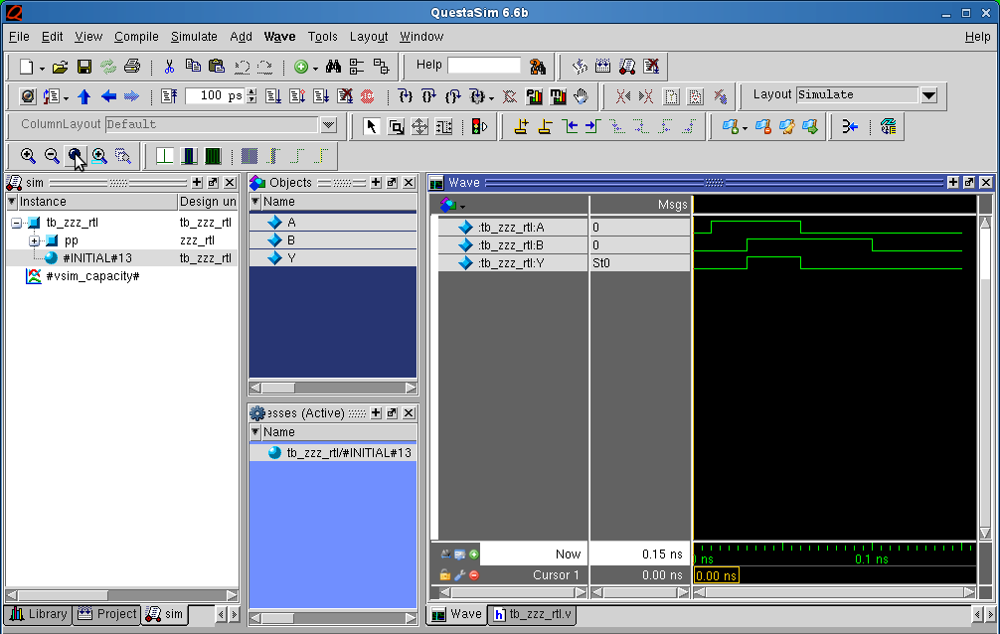 QuestaSim 6.6b
File Edit View Compile Simulate Add Wave Tools Layout Window Help
Help
100 ps Layout Simulate
ColumnLayout Default
sim
Instance Design un
tb_zzz_rtl tb_zzz_rtl
pp zzz_rtl
#INITIAL#13 tb_zzz_rtl
#vsim_capacity#
Library Project sim
Objects
Name
A
B
Y
esses (Active)
Name
tb_zzz_rtl/#INITIAL#13
Wave
Msgs
:tb_zzz_rtl:A 0
:tb_zzz_rtl:B 0
:tb_zzz_rtl:Y St0
Now 0.15 ns ns 0.1 ns
Cursor 1 0.00 ns 0.00 ns
Wave tb_zzz_rtl.v